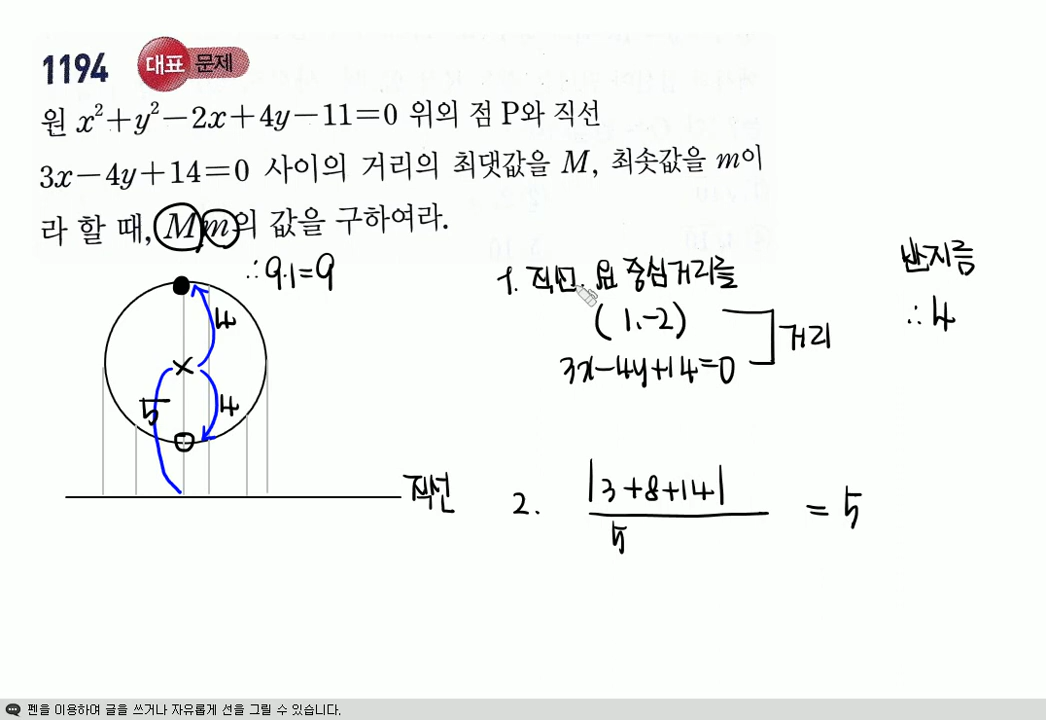 1194 대표 문제
원 x²+y²−2x+4y−11=0 위의 점 P와 직선
3x−4y+14=0 사이의 거리의 최댓값을 M, 최솟값을 m이
라 할 때, Mm의 값을 구하여라.
∴ 9·1=9
1. 직선. 원 중심거리를
반지름
∴ 4
(1,-2)
3x-4y+14=0
거리
4
5
4
직선
2. |3+8+14|
5
= 5
펜을 이용하여 글을 쓰거나 자유롭게 선을 그릴 수 있습니다.